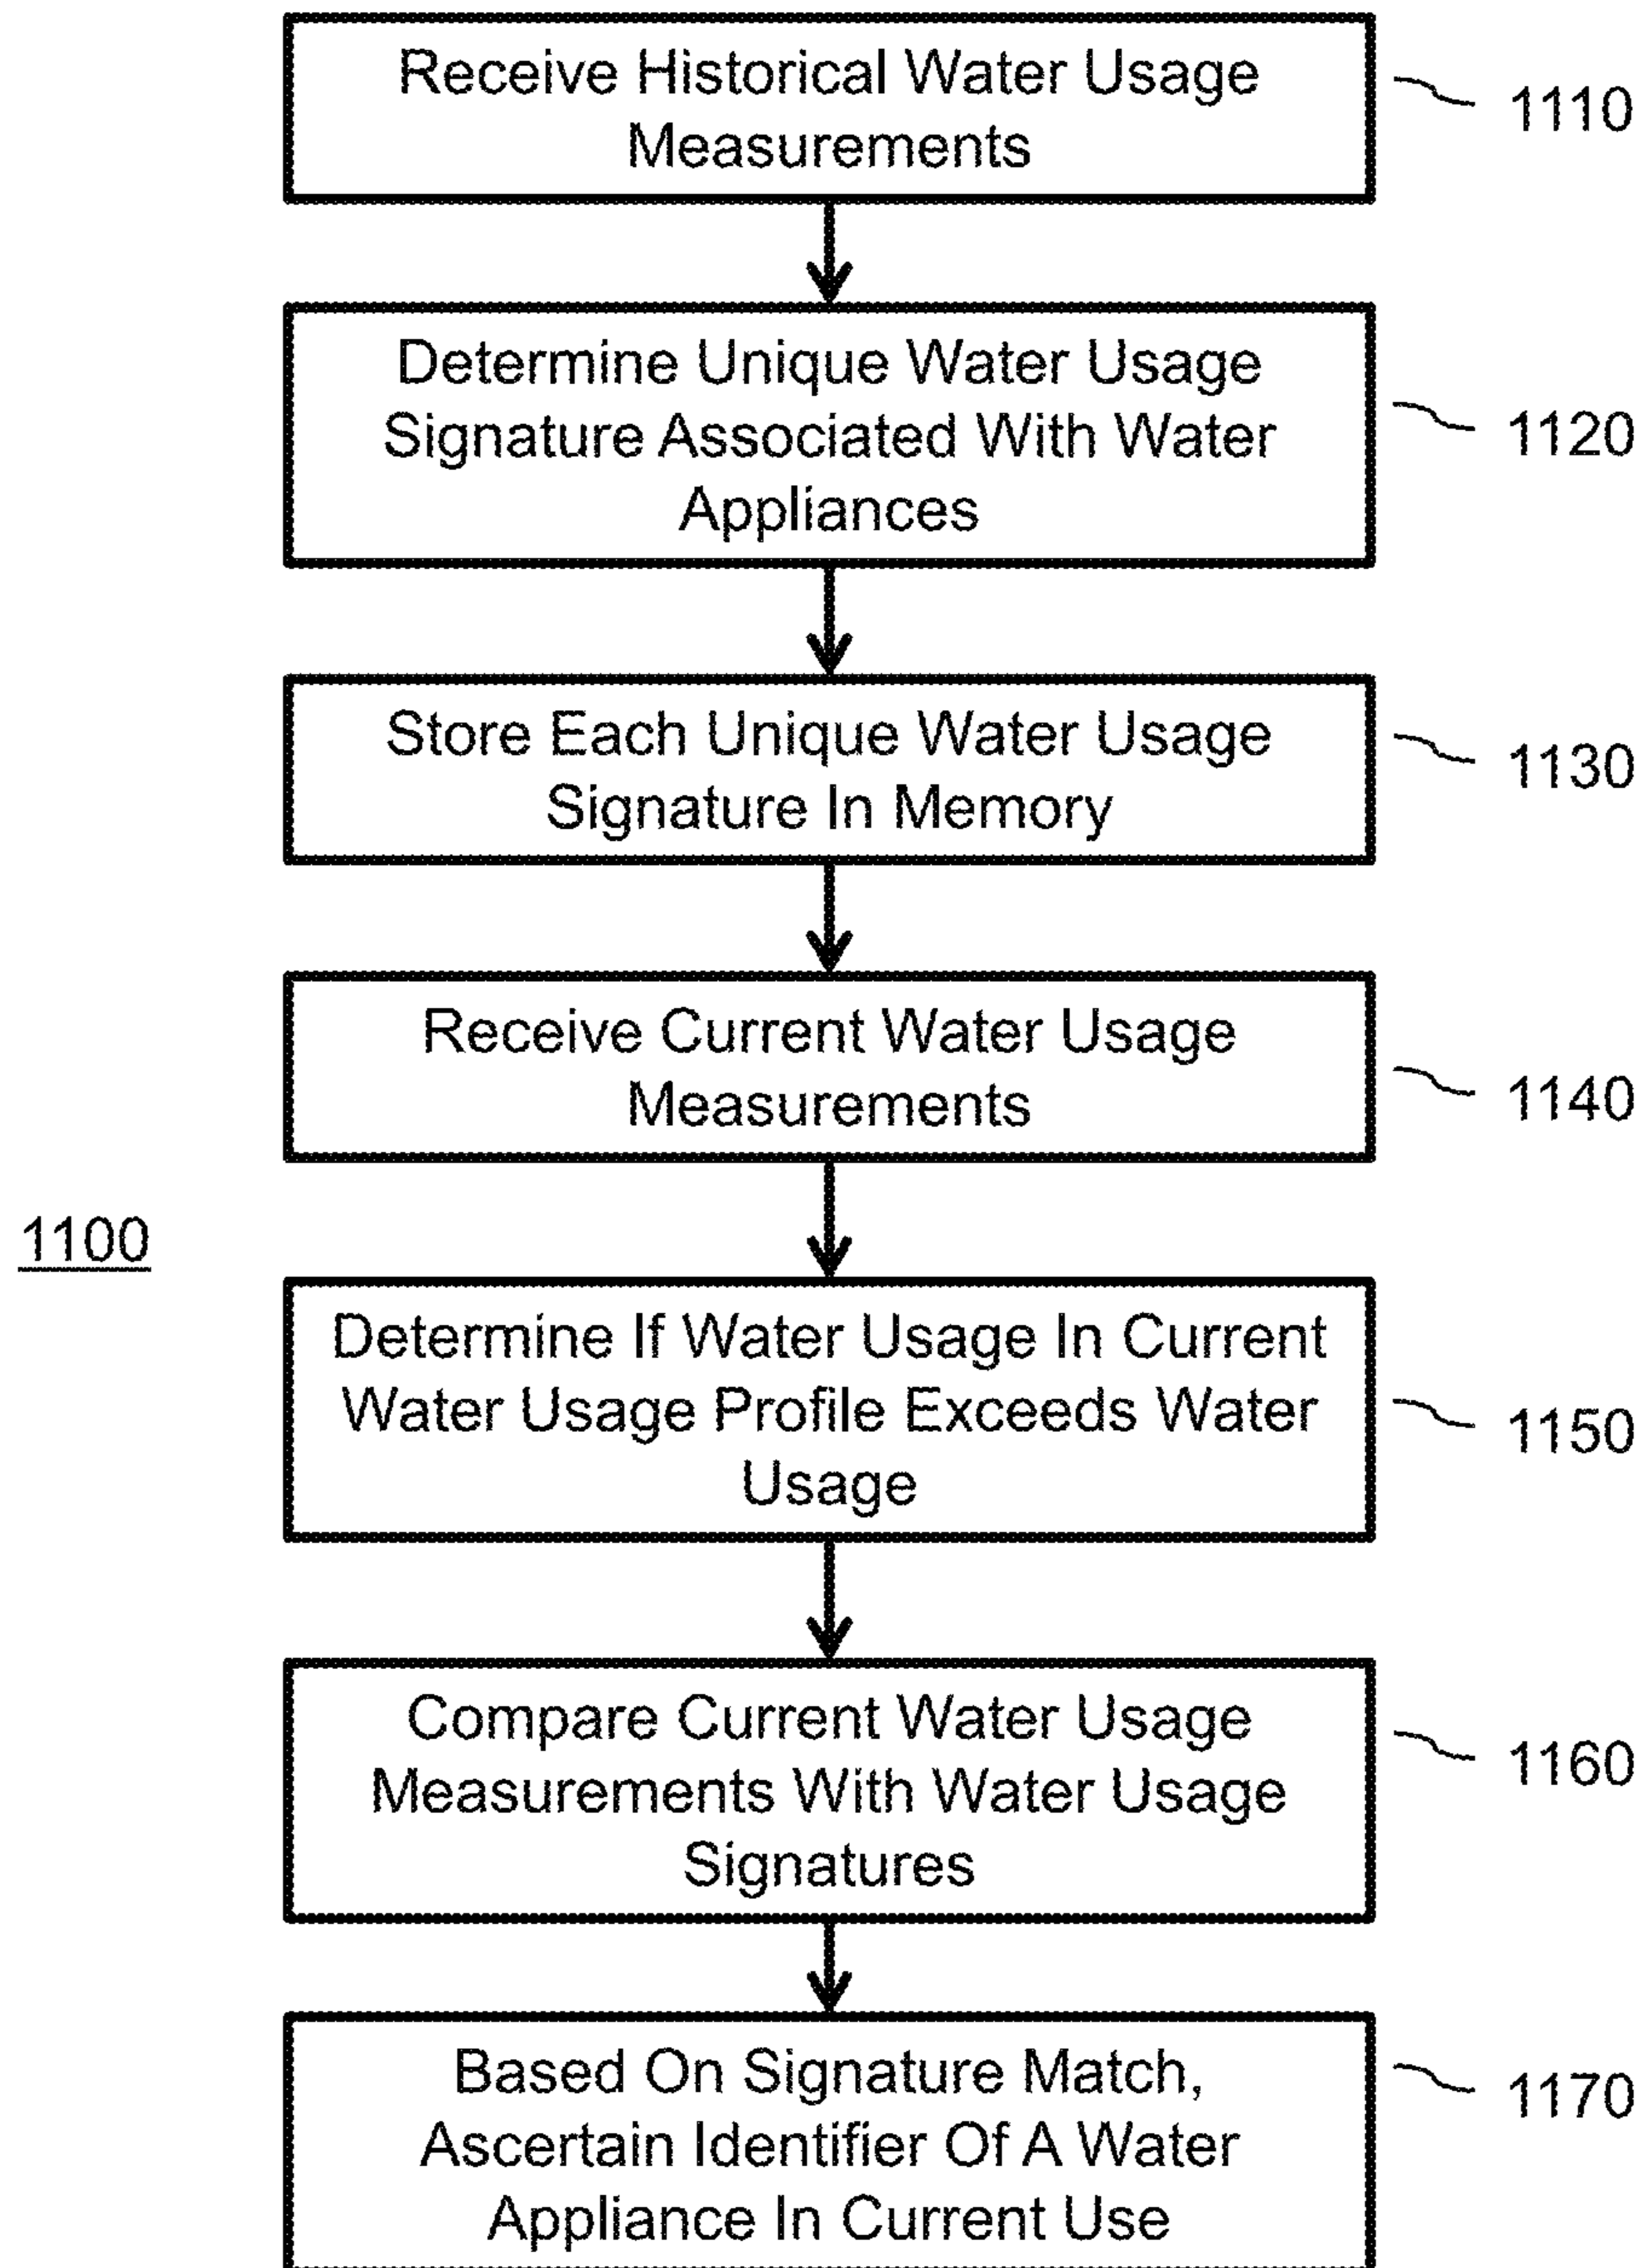 Receive Historical Water Usage
Measurements
1110
Determine Unique Water Usage
Signature Associated With Water
Appliances
1120
Store Each Unique Water Usage
Signature In Memory
1130
Receive Current Water Usage
Measurements
1140
1100
Determine If Water Usage In Current
Water Usage Profile Exceeds Water
Usage
1150
Compare Current Water Usage
Measurements With Water Usage
Signatures
1160
Based On Signature Match,
Ascertain Identifier Of A Water
Appliance In Current Use
1170